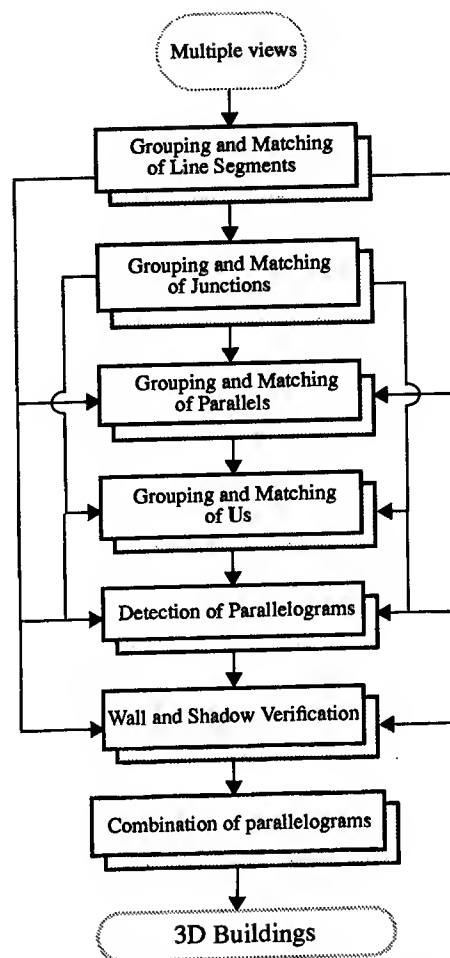 Multiple views
Grouping and Matching
of Line Segments
Grouping and Matching
of Junctions
Grouping and Matching
of Parallels
Grouping and Matching
of Us
Detection of Parallelograms
Wall and Shadow Verification
Combination of parallelograms
3D Buildings